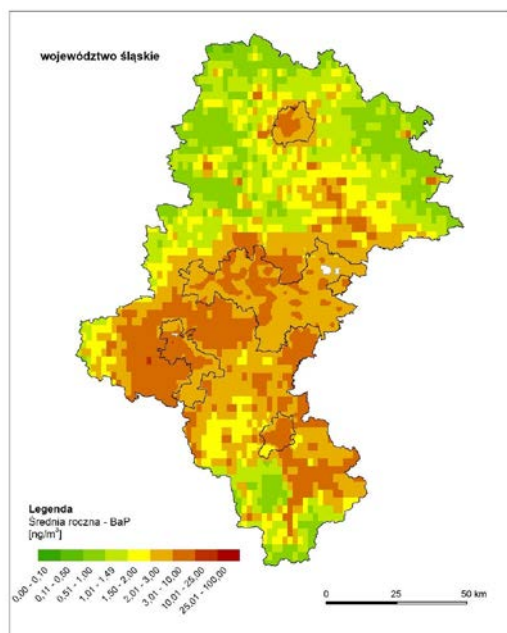 województwo śląskie
Legenda
Średnia roczna - BaP
[ng/m³]
0,00 - 0,10
0,11 - 0,50
0,51 - 1,00
1,01 - 1,49
1,50 - 2,00
2,01 - 3,00
3,01 - 10,00
10,01 - 25,00
25,01 - 100,00
0 25 50 km